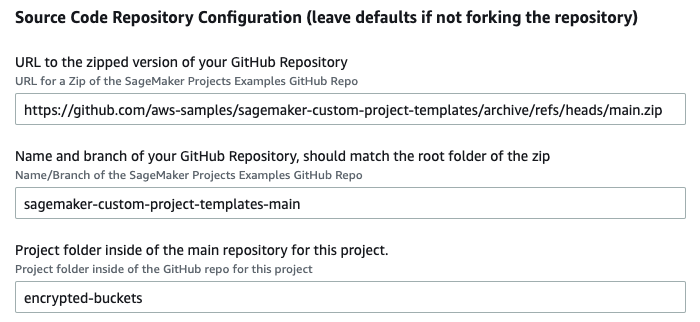 Source Code Repository Configuration (leave defaults if not forking the repository)
URL to the zipped version of your GitHub Repository
URL for a Zip of the SageMaker Projects Examples GitHub Repo
https://github.com/aws-samples/sagemaker-custom-project-templates/archive/refs/heads/main.zip
Name and branch of your GitHub Repository, should match the root folder of the zip
Name/Branch of the SageMaker Projects Examples GitHub Repo
sagemaker-custom-project-templates-main
Project folder inside of the main repository for this project.
Project folder inside of the GitHub repo for this project
encrypted-buckets